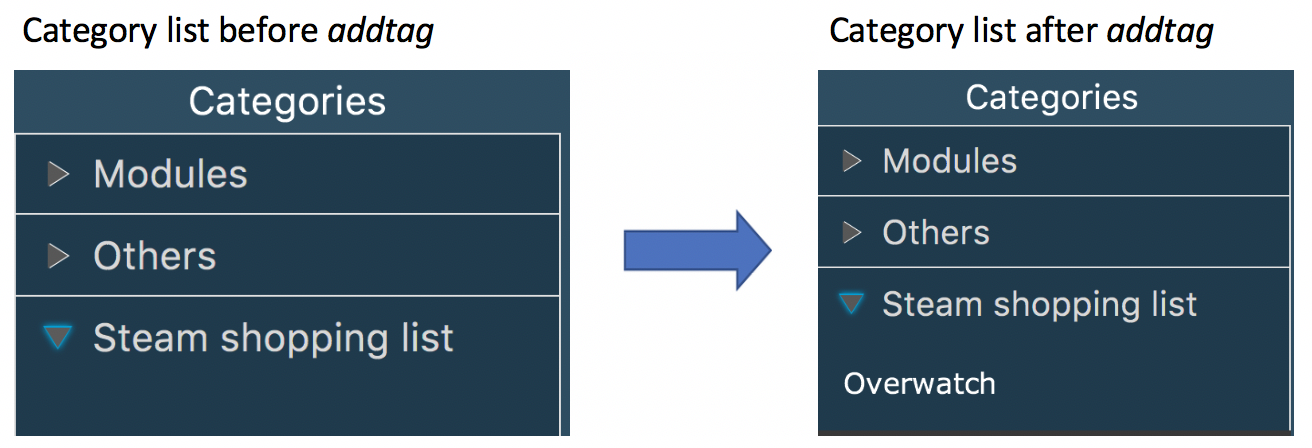 Category list before addtag
Categories
Modules
Others
Steam shopping list
Category list after addtag
Categories
Modules
Others
Steam shopping list
Overwatch